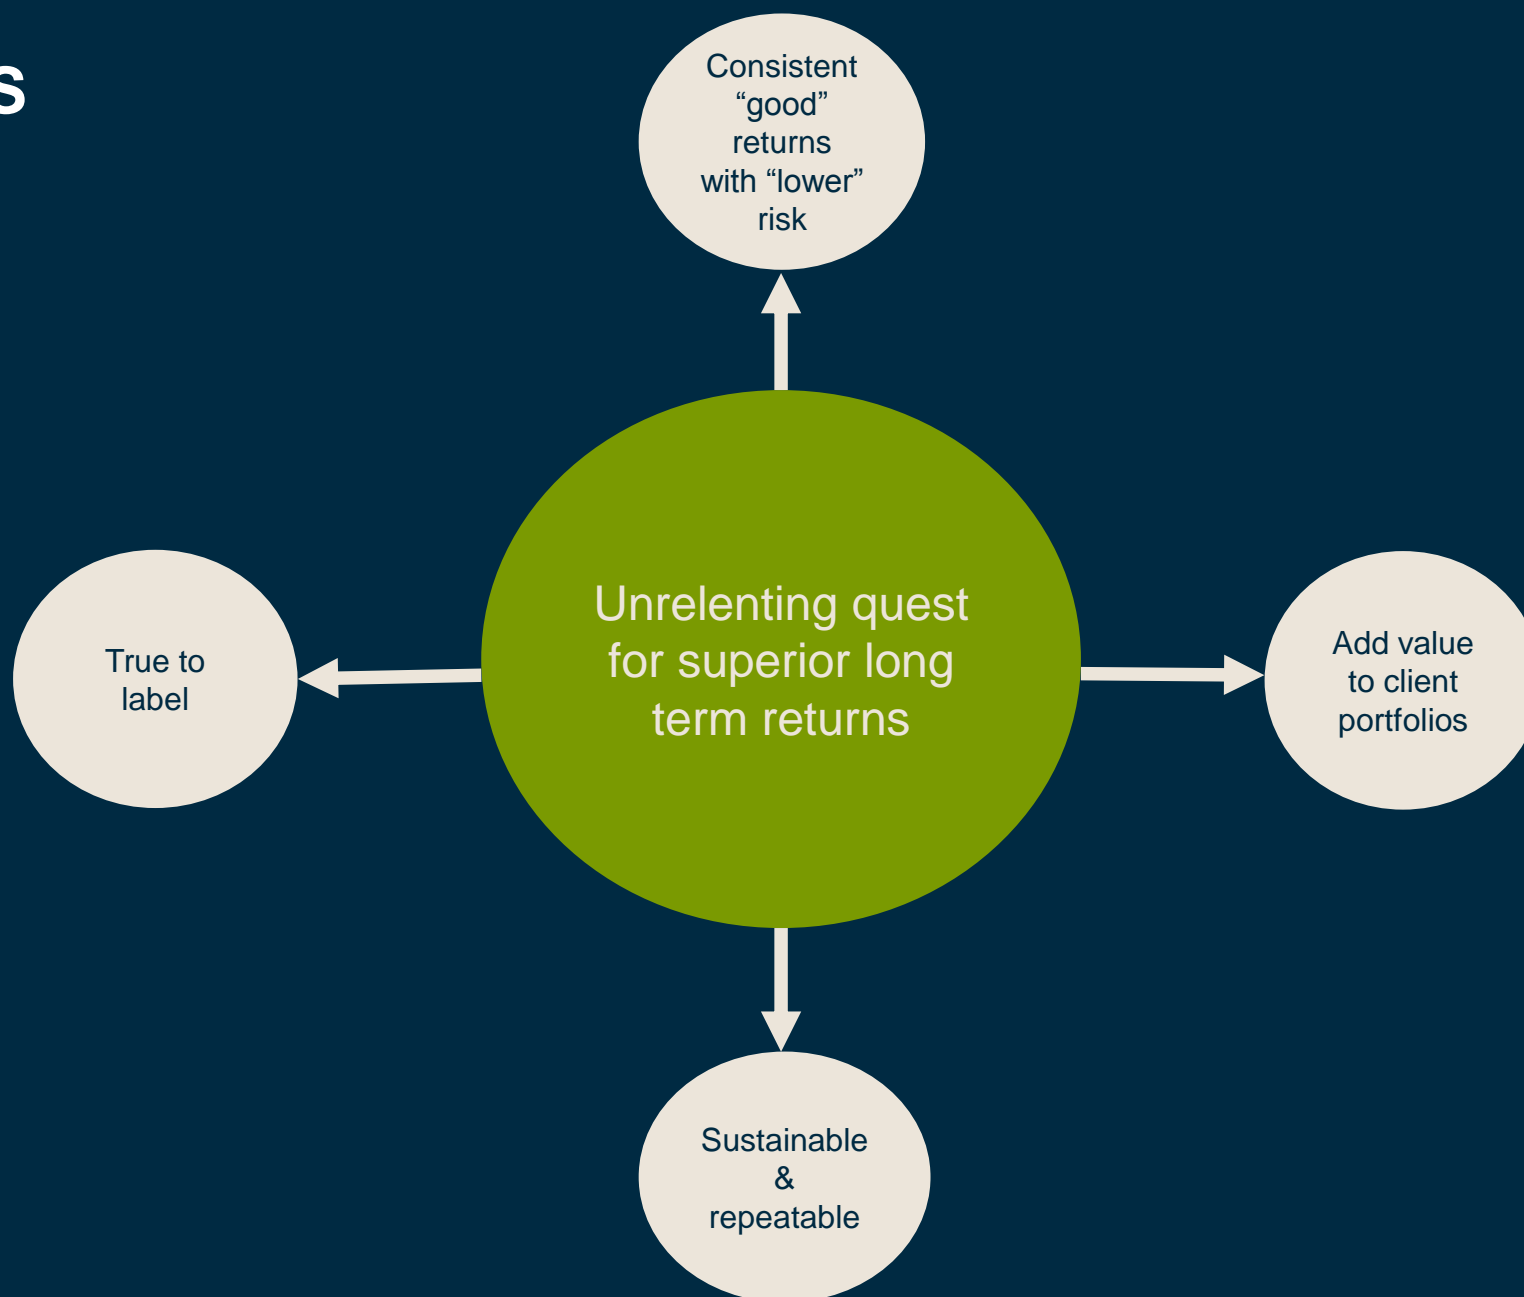 Consistent
“good”
returns
with “lower”
risk
Unrelenting quest
for superior long
term returns
True to
label
Add value
to client
portfolios
Sustainable
&
repeatable